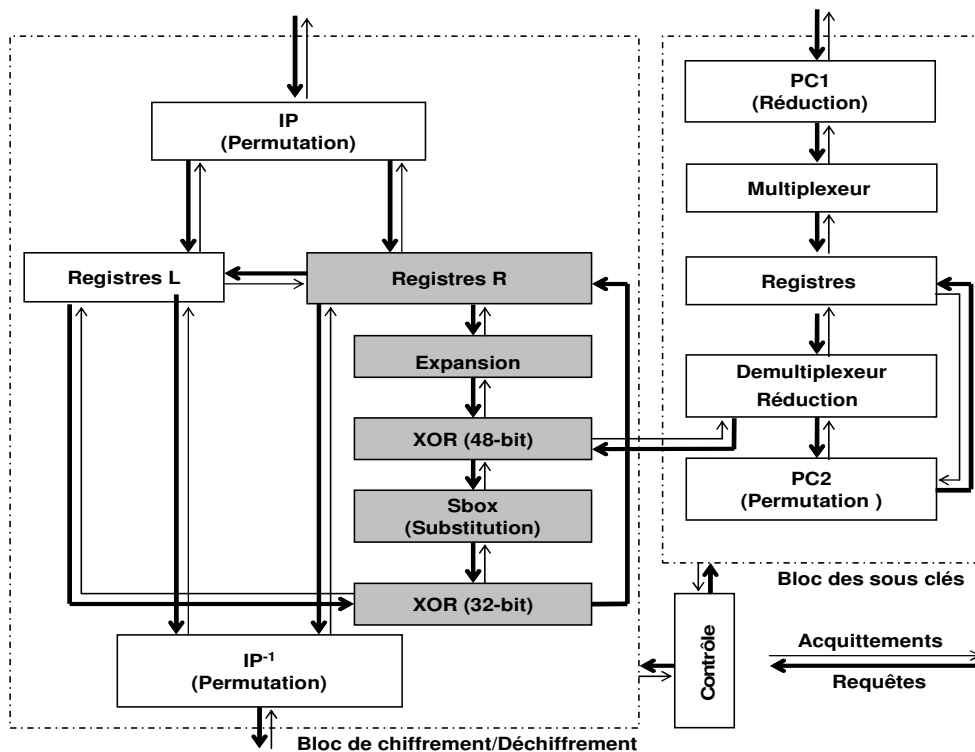 IP
(Permutation)
Registres L
Registres R
Expansion
XOR (48-bit)
Sbox
(Substitution)
XOR (32-bit)
IP-1
(Permutation)
Bloc de chiffrement/Déchiffrement
PC1
(Réduction)
Multiplexeur
Registres
Demultiplexeur
Réduction
PC2
(Permutation )
Bloc des sous clés
Contrôle
Acquittements
Requêtes